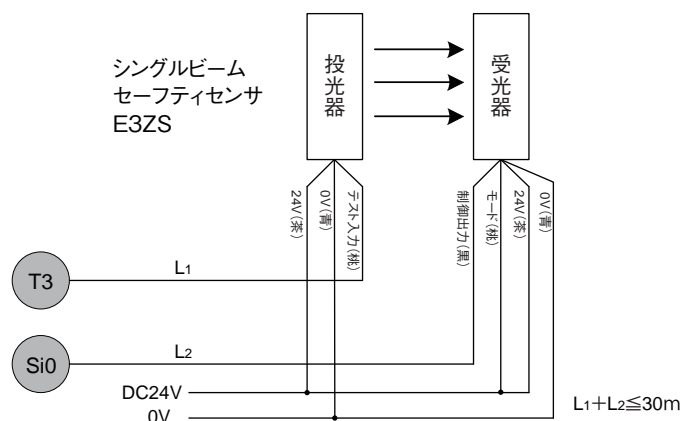 シングルビーム
セーフティセンサ
E3ZS
投光器
受光器
24V(茶)
0V(青)
テスト入力(桃)
制御出力(黒)
モード(桃)
24V(茶)
0V(青)
T3
L1
Si0
L2
DC24V
0V
L1＋L2≦30m